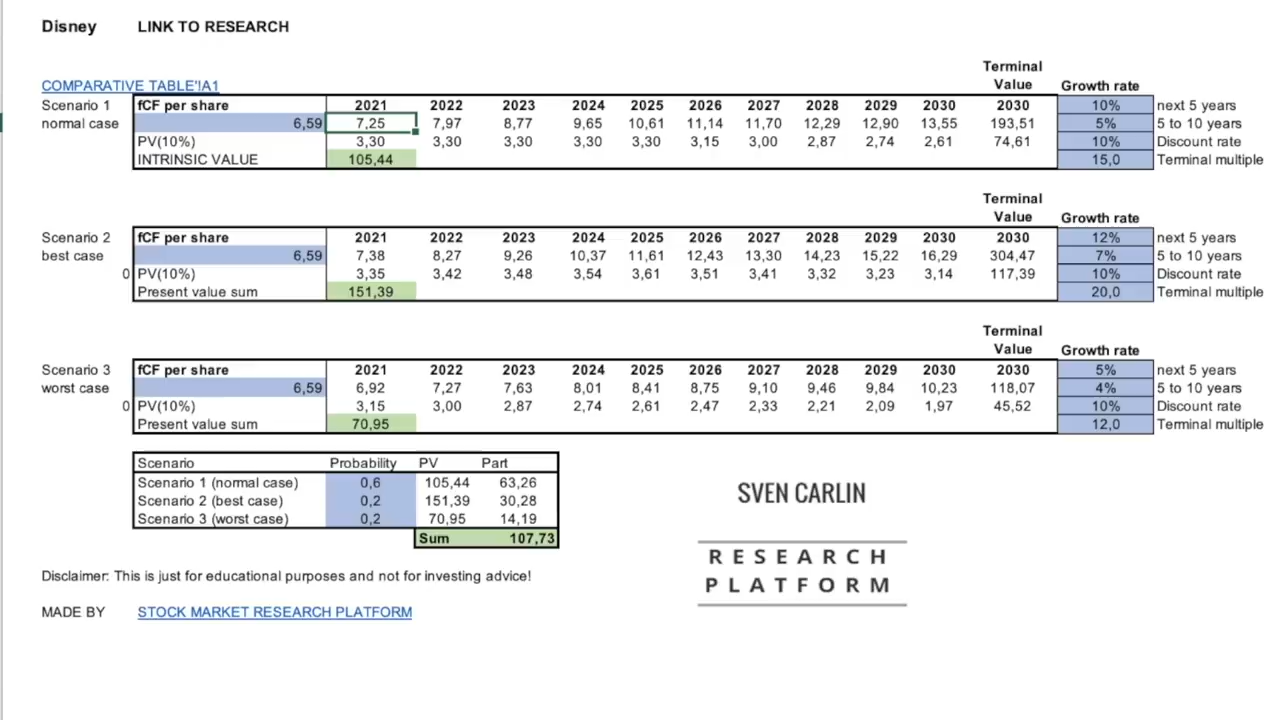 Disney LINK TO RESEARCH
Terminal
COMPARATIVE TABLE'!A1 Value Growth rate
Scenario 1 fCF per share 2021 2022 2023 2024 2025 2026 2027 2028 2029 2030 2030 10% next 5 years
normal case 6,59 7,25 7,97 8,77 9,65 10,61 11,14 11,70 12,29 12,90 13,55 193,51 5% 5 to 10 years
PV(10%) 3,30 3,30 3,30 3,30 3,30 3,15 3,00 2,87 2,74 2,61 74,61 10% Discount rate
INTRINSIC VALUE 105,44 15,0 Terminal multiple
Terminal
Value Growth rate
Scenario 2 fCF per share 2021 2022 2023 2024 2025 2026 2027 2028 2029 2030 2030 12% next 5 years
best case 6,59 7,38 8,27 9,26 10,37 11,61 12,43 13,30 14,23 15,22 16,29 304,47 7% 5 to 10 years
0 PV(10%) 3,35 3,42 3,48 3,54 3,61 3,51 3,41 3,32 3,23 3,14 117,39 10% Discount rate
Present value sum 151,39 20,0 Terminal multiple
Terminal
Value Growth rate
Scenario 3 fCF per share 2021 2022 2023 2024 2025 2026 2027 2028 2029 2030 2030 5% next 5 years
worst case 6,59 6,92 7,27 7,63 8,01 8,41 8,75 9,10 9,46 9,84 10,23 118,07 4% 5 to 10 years
0 PV(10%) 3,15 3,00 2,87 2,74 2,61 2,47 2,33 2,21 2,09 1,97 45,52 10% Discount rate
Present value sum 70,95 12,0 Terminal multiple
Scenario Probability PV Part
Scenario 1 (normal case) 0,6 105,44 63,26
Scenario 2 (best case) 0,2 151,39 30,28
Scenario 3 (worst case) 0,2 70,95 14,19
Sum 107,73
SVEN CARLIN
RESEARCH
PLATFORM
Disclaimer: This is just for educational purposes and not for investing advice!
MADE BY STOCK MARKET RESEARCH PLATFORM